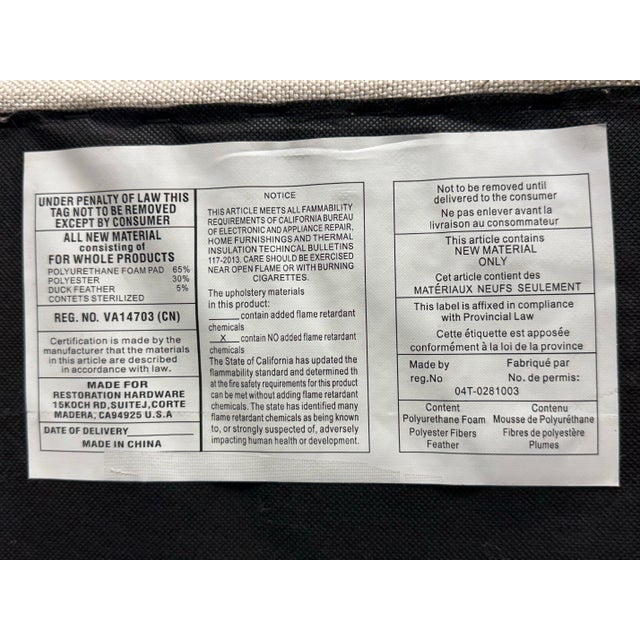 UNDER PENALTY OF LAW THIS
TAG NOT TO BE REMOVED
EXCEPT BY CONSUMER
ALL NEW MATERIAL
consisting of
FOR WHOLE PRODUCTS
POLYURETHANE FOAM PAD 65%
POLYESTER 30%
DUCK FEATHER 5%
CONTETS STERILIZED
REG. NO. VA14703 (CN)
Certification is made by the
manufacturer that the materials
in this article are described
in accordance with law.
MADE FOR
RESTORATION HARDWARE
15KOCH RD,SUITEJ,CORTE
MADERA, CA94925 U.S.A
DATE OF DELIVERY
MADE IN CHINA
NOTICE
THIS ARTICLE MEETS ALL FAMMABILITY
REQUIREMENTS OF CALIFORNIA BUREAU
OF ELECTRONIC AND APPLIANCE REPAIR,
HOME FURNISHINGS AND THERMAL
INSULATION TECHINCAL BULLETINS
117-2013. CARE SHOULD BE EXERCISED
NEAR OPEN FLAME OR WITH BURNING
CIGARETTES.
The upholstery materials
in this product:
____ contain added flame retardant
chemicals
__X__ contain NO added flame retardant
chemicals
The State of California has updated the
flammability standard and determined th
at the fire safety requirements for this product
can be met without adding flame retardant
chemicals. The state has identified many
flame retardant chemicals as being known
to, or strongly suspected of, adversely
impacting human health or development.
Not to be removed until
delivered to the consumer
Ne pas enlever avant la
livraison au consommateur
This article contains
NEW MATERIAL
ONLY
Cet article contient des
MATÉRIAUX NEUFS SEULEMENT
This label is affixed in compliance
with Provincial Law
Cette étiquette est apposée
conformément à la loi de la province
Made by Fabriqué par
reg.No No. de permis:
04T-0281003
Content Contenu
Polyurethane Foam Mousse de Polyuréthane
Polyester Fibers Fibres de polyestère
Feather Plumes